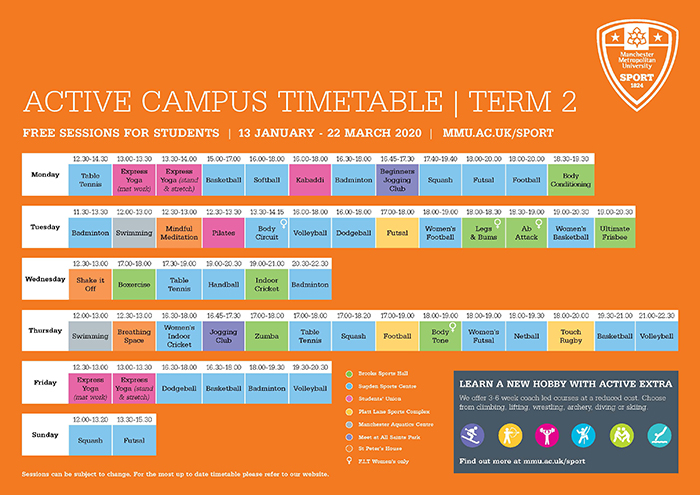 Manchester
Metropolitan
University
SPORT
1824
ACTIVE CAMPUS TIMETABLE | TERM 2
FREE SESSIONS FOR STUDENTS | 13 JANUARY - 22 MARCH 2020 | MMU.AC.UK/SPORT
12.30-14.30 13.00-13.30 13.30-14.00 15.00-17.00 16.00-18.00 16.00-18.00 16.30-18.00 16.45-17.30 17.40-19.40 18.00-20.00 18.00-20.00 18.30-19.30
Monday Table Tennis Express Yoga (mat work) Express Yoga (stand & stretch) Basketball Softball Kabaddi Badminton Beginners Jogging Club Squash Futsal Football Body Conditioning
11.30-13.30 12.00-13.00 12.30-13.00 12.30-13.30 13.30-14.15 16.00-18.00 16.00-18.00 17.00-18.00 18.00-19.00 18.00-18.30 18.30-19.00 19.00-20.30 19.00-20.30
Tuesday Badminton Swimming Mindful Meditation Pilates Body Circuit Volleyball Dodgeball Futsal Women's Football Legs & Bums Ab Attack Women's Basketball Ultimate Frisbee
12.30-13.00 17.00-18.00 17.30-19.00 19.00-20.30 19.00-21.00 20.30-22.30
Wednesday Shake it Off Boxercise Table Tennis Handball Indoor Cricket Badminton
12.00-13.00 12.30-13.00 16.30-18.00 16.45-17.30 17.00-18.00 17.00-18.00 17.00-18.20 17.00-19.00 18.00-19.00 18.00-19.00 18.00-19.30 18.00-20.00 19.30-21.00 21.00-22.30
Thursday Swimming Breathing Space Women's Indoor Cricket Jogging Club Zumba Table Tennis Squash Football Body Tone Women's Futsal Netball Touch Rugby Basketball Volleyball
12.30-13.00 13.00-13.30 16.30-18.00 16.30-18.00 18.00-19.30 19.30-20.30
Friday Express Yoga (mat work) Express Yoga (stand & stretch) Dodgeball Basketball Badminton Volleyball
12.00-13.20 13.30-15.30
Sunday Squash Futsal
Brooks Sports Hall
Sugden Sports Centre
Students' Union
Platt Lane Sports Complex
Manchester Aquatics Centre
Meet at All Saints Park
St Peter's House
F.I.T Women's only
LEARN A NEW HOBBY WITH ACTIVE EXTRA
We offer 3-6 week coach led courses at a reduced cost. Choose
from climbing, lifting, wrestling, archery, diving or skiing.
Find out more at mmu.ac.uk/sport
Sessions can be subject to change. For the most up to date timetable please refer to our website.